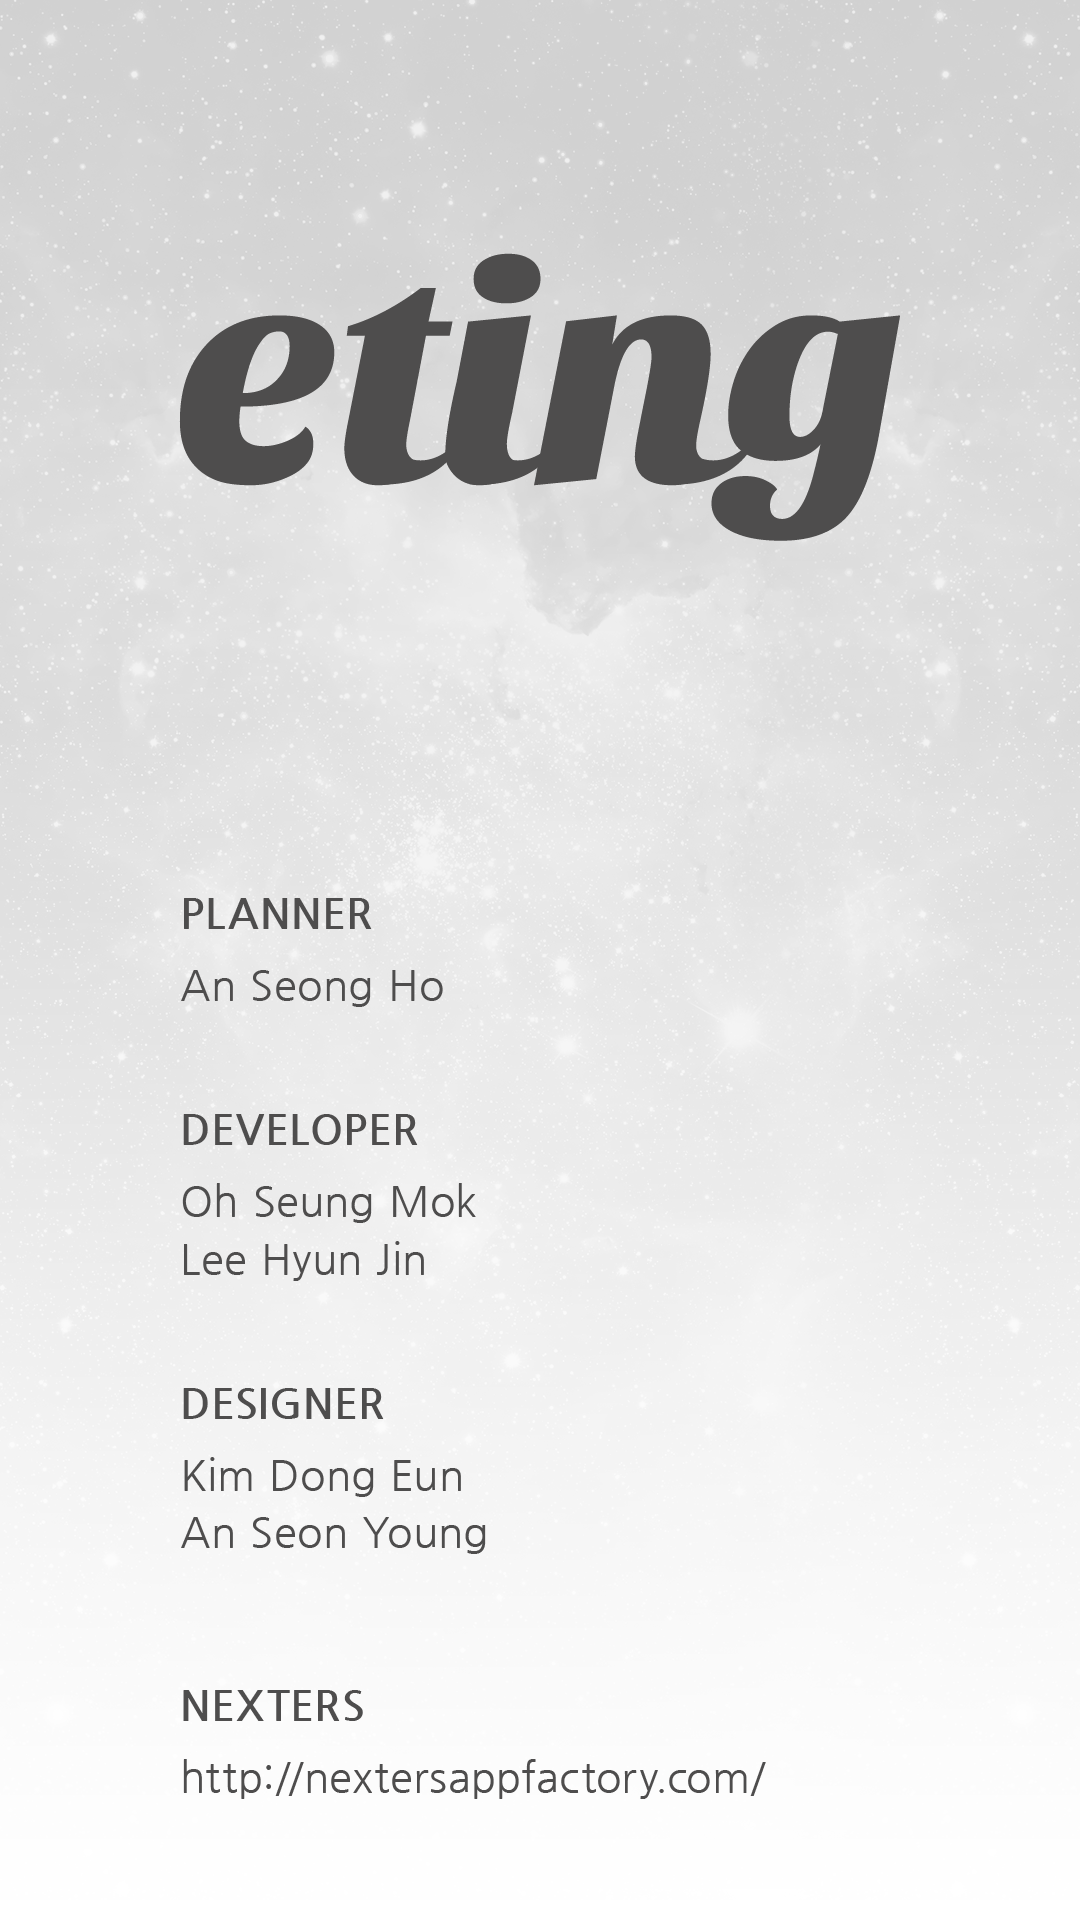 eting
PLANNER
An Seong Ho
DEVELOPER
Oh Seung Mok
Lee Hyun Jin
DESIGNER
Kim Dong Eun
An Seon Young
NEXTERS
http://nextersappfactory.com/